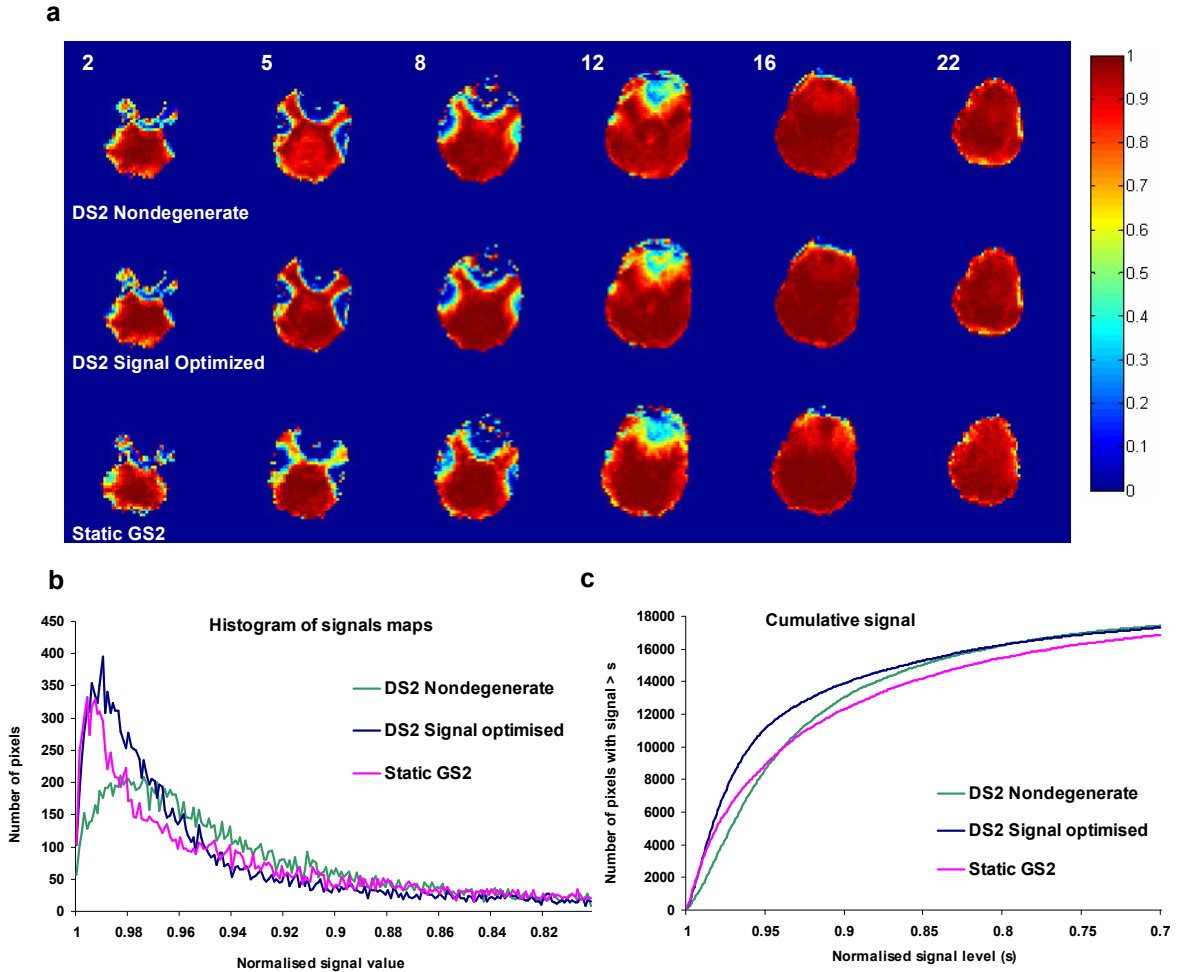 a
2 5 8 12 16 22
DS2 Nondegenerate
DS2 Signal Optimized
Static GS2
1
0.9
0.8
0.7
0.6
0.5
0.4
0.3
0.2
0.1
0
b
Histogram of signals maps
Number of pixels
450
400
350
300
250
200
150
100
50
0
DS2 Nondegenerate
DS2 Signal optimised
Static GS2
1 0.98 0.96 0.94 0.92 0.9 0.88 0.86 0.84 0.82
Normalised signal value
c
Cumulative signal
Number of pixels with signal > s
18000
16000
14000
12000
10000
8000
6000
4000
2000
0
DS2 Nondegenerate
DS2 Signal optimised
Static GS2
1 0.95 0.9 0.85 0.8 0.75 0.7
Normalised signal level (s)